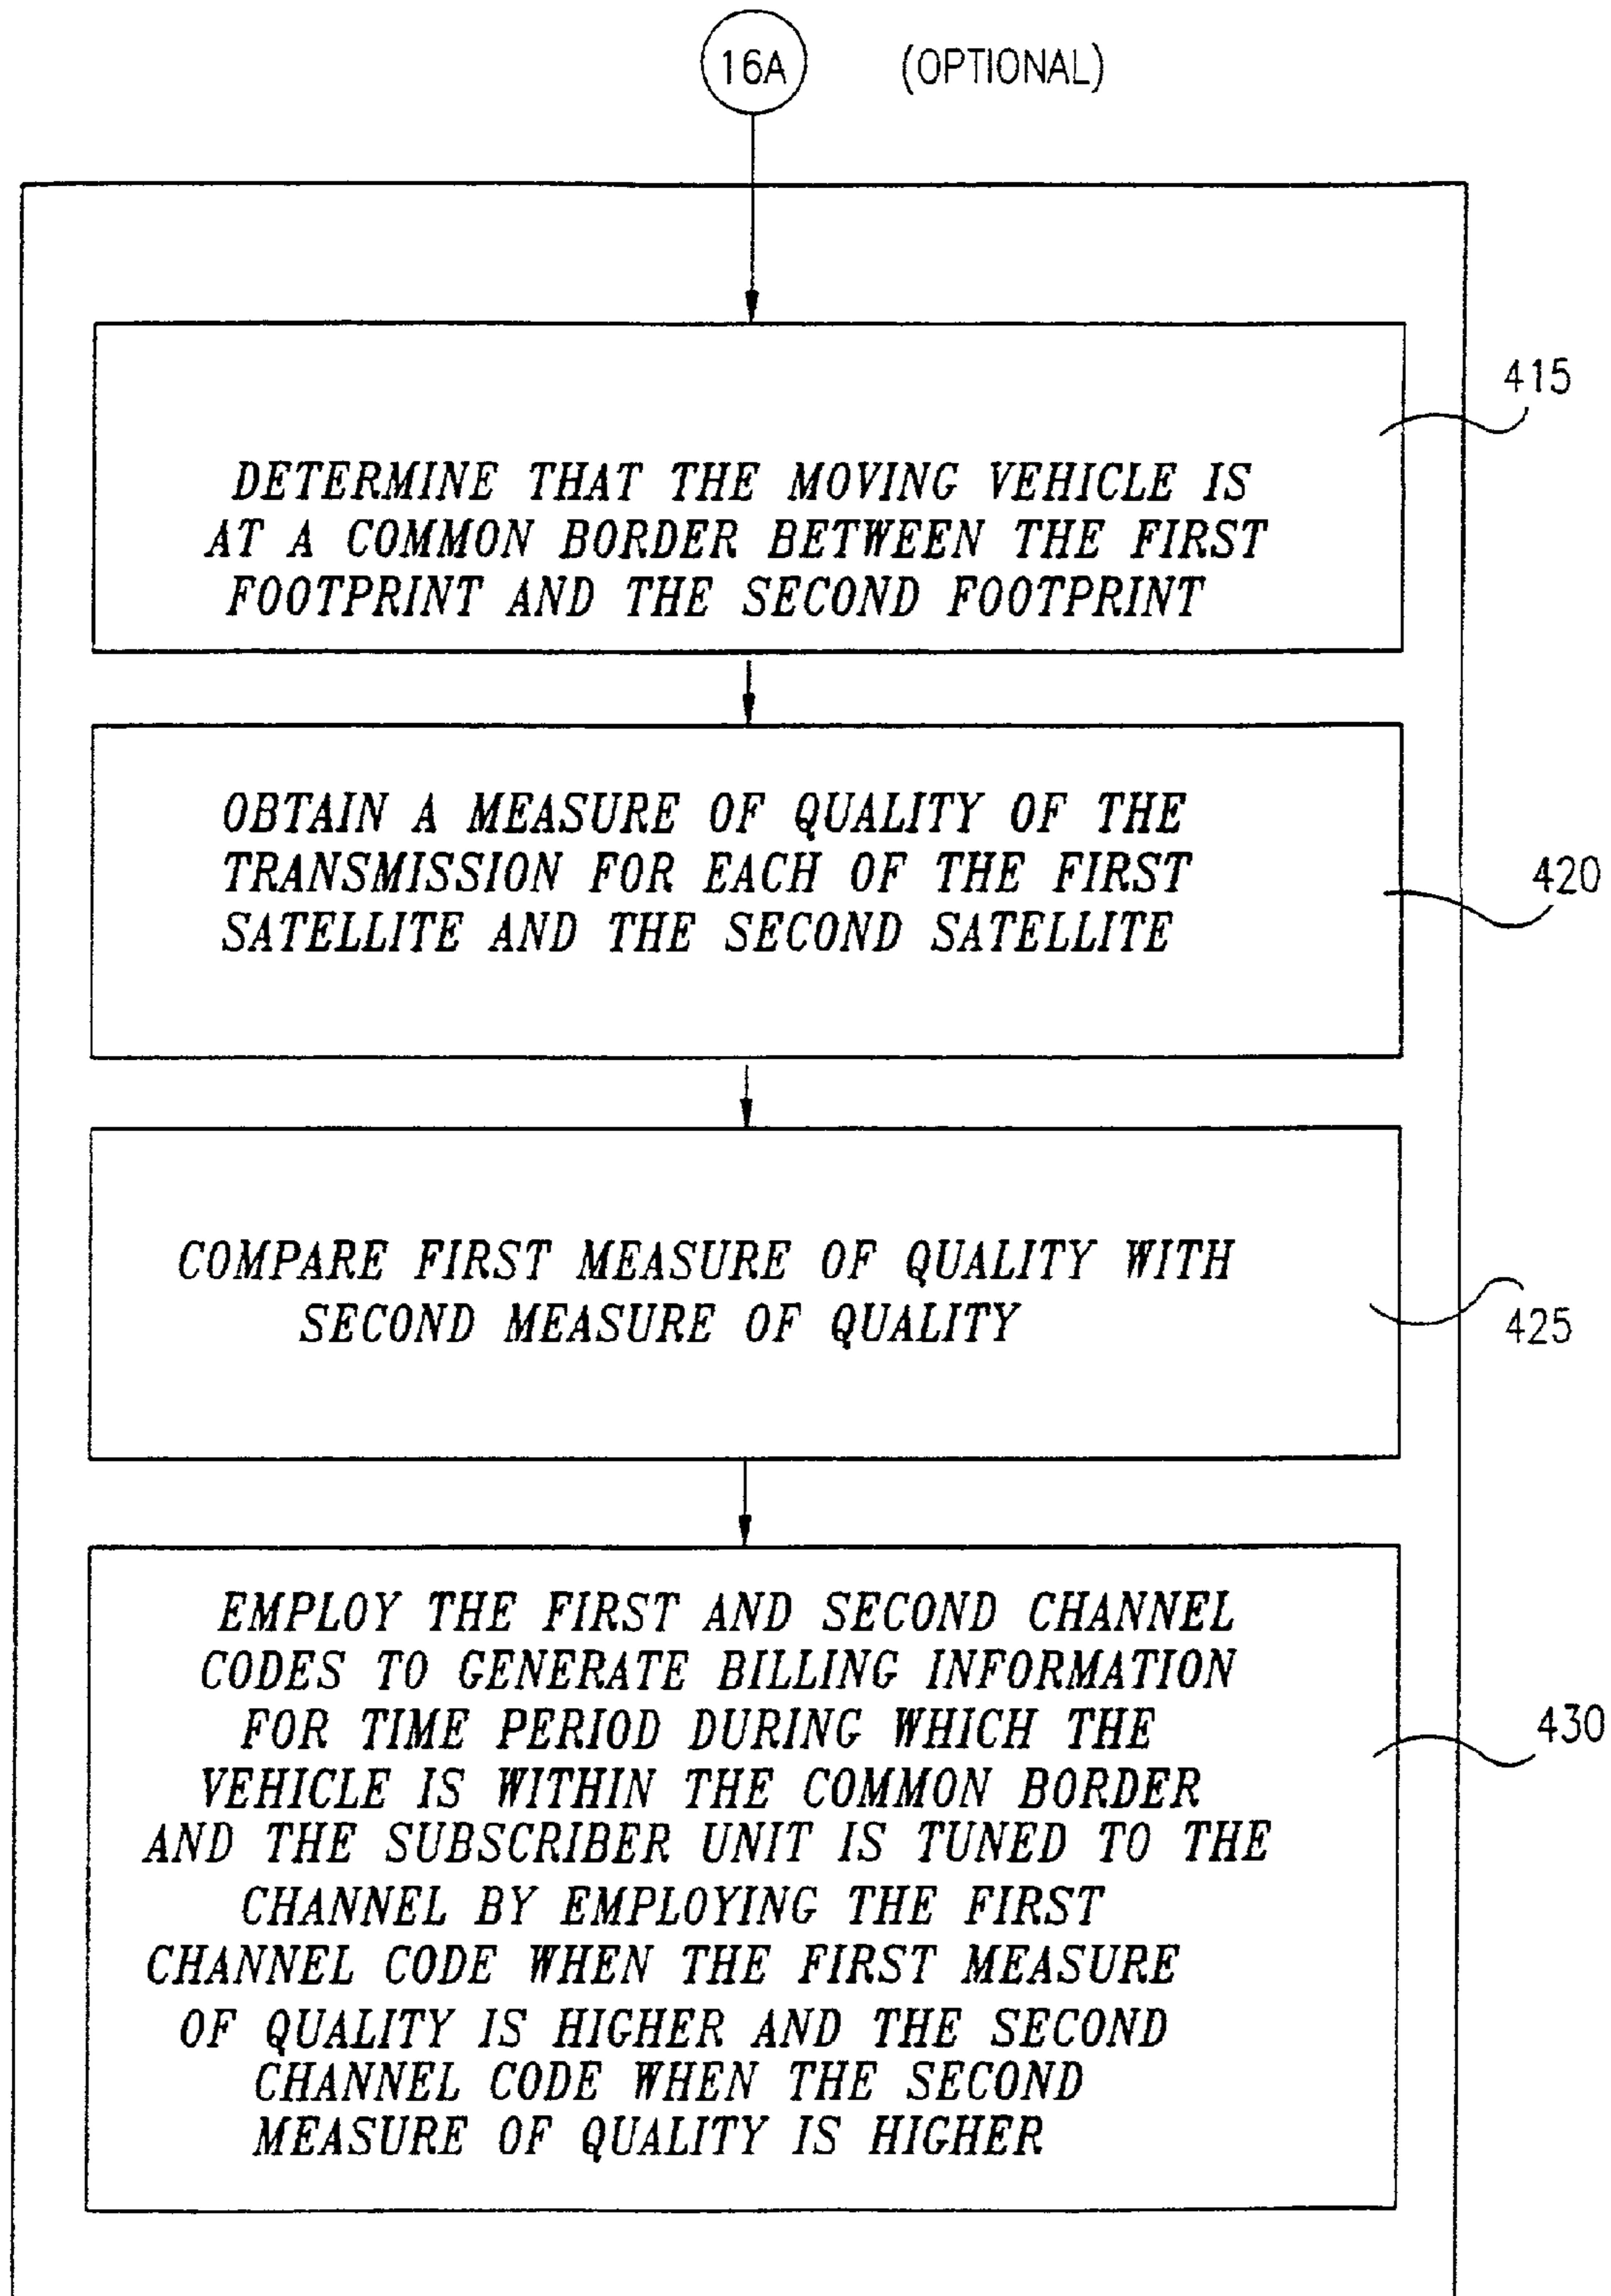 16A (OPTIONAL)
415
DETERMINE THAT THE MOVING VEHICLE IS
AT A COMMON BORDER BETWEEN THE FIRST
FOOTPRINT AND THE SECOND FOOTPRINT
OBTAIN A MEASURE OF QUALITY OF THE
TRANSMISSION FOR EACH OF THE FIRST
SATELLITE AND THE SECOND SATELLITE
420
COMPARE FIRST MEASURE OF QUALITY WITH
SECOND MEASURE OF QUALITY
425
EMPLOY THE FIRST AND SECOND CHANNEL
CODES TO GENERATE BILLING INFORMATION
FOR TIME PERIOD DURING WHICH THE
VEHICLE IS WITHIN THE COMMON BORDER
AND THE SUBSCRIBER UNIT IS TUNED TO THE
CHANNEL BY EMPLOYING THE FIRST
CHANNEL CODE WHEN THE FIRST MEASURE
OF QUALITY IS HIGHER AND THE SECOND
CHANNEL CODE WHEN THE SECOND
MEASURE OF QUALITY IS HIGHER
430